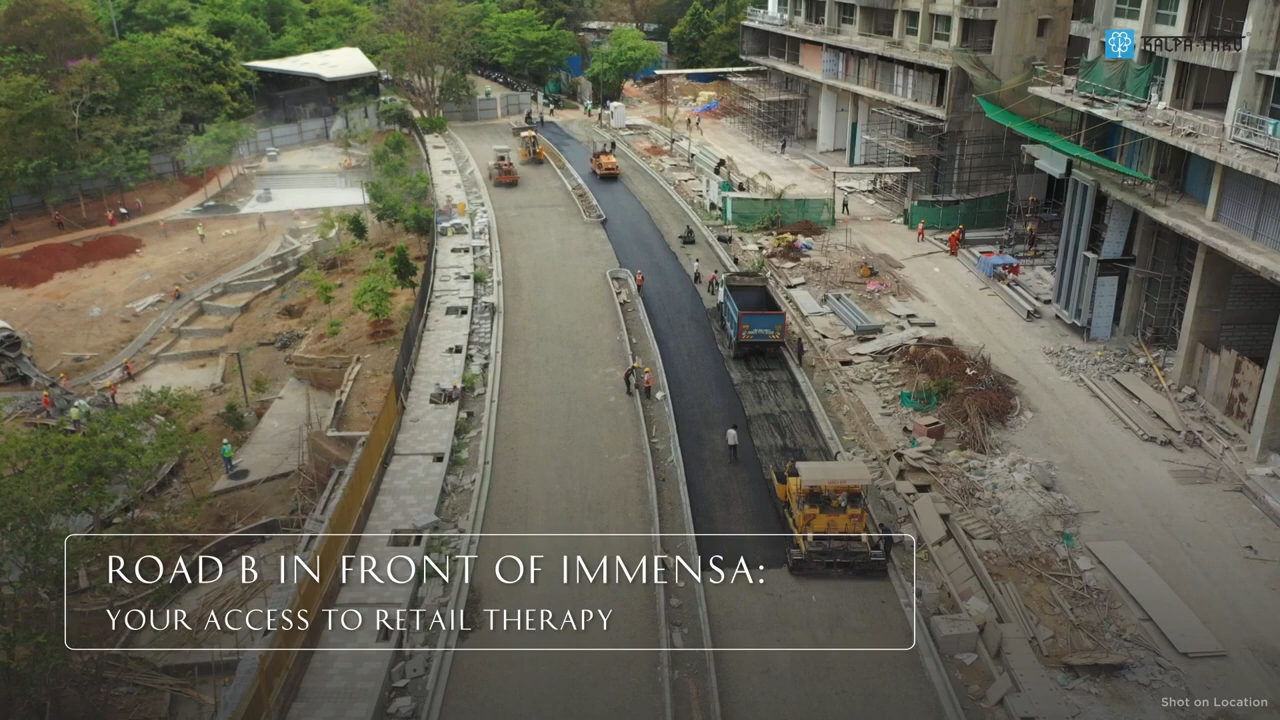 KALPA-TARU
ROAD B IN FRONT OF IMMENSA:
YOUR ACCESS TO RETAIL THERAPY
Shot on Location